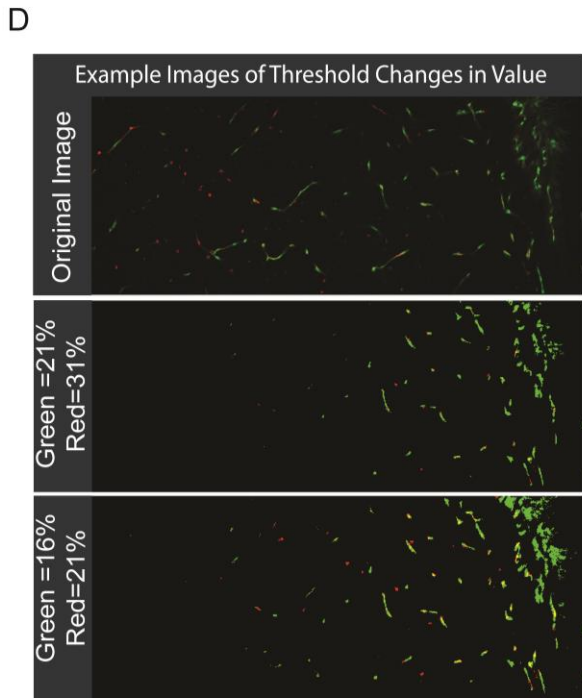 D
Example Images of Threshold Changes in Value
Original Image
Green =21%
Red=31%
Green =16%
Red=21%